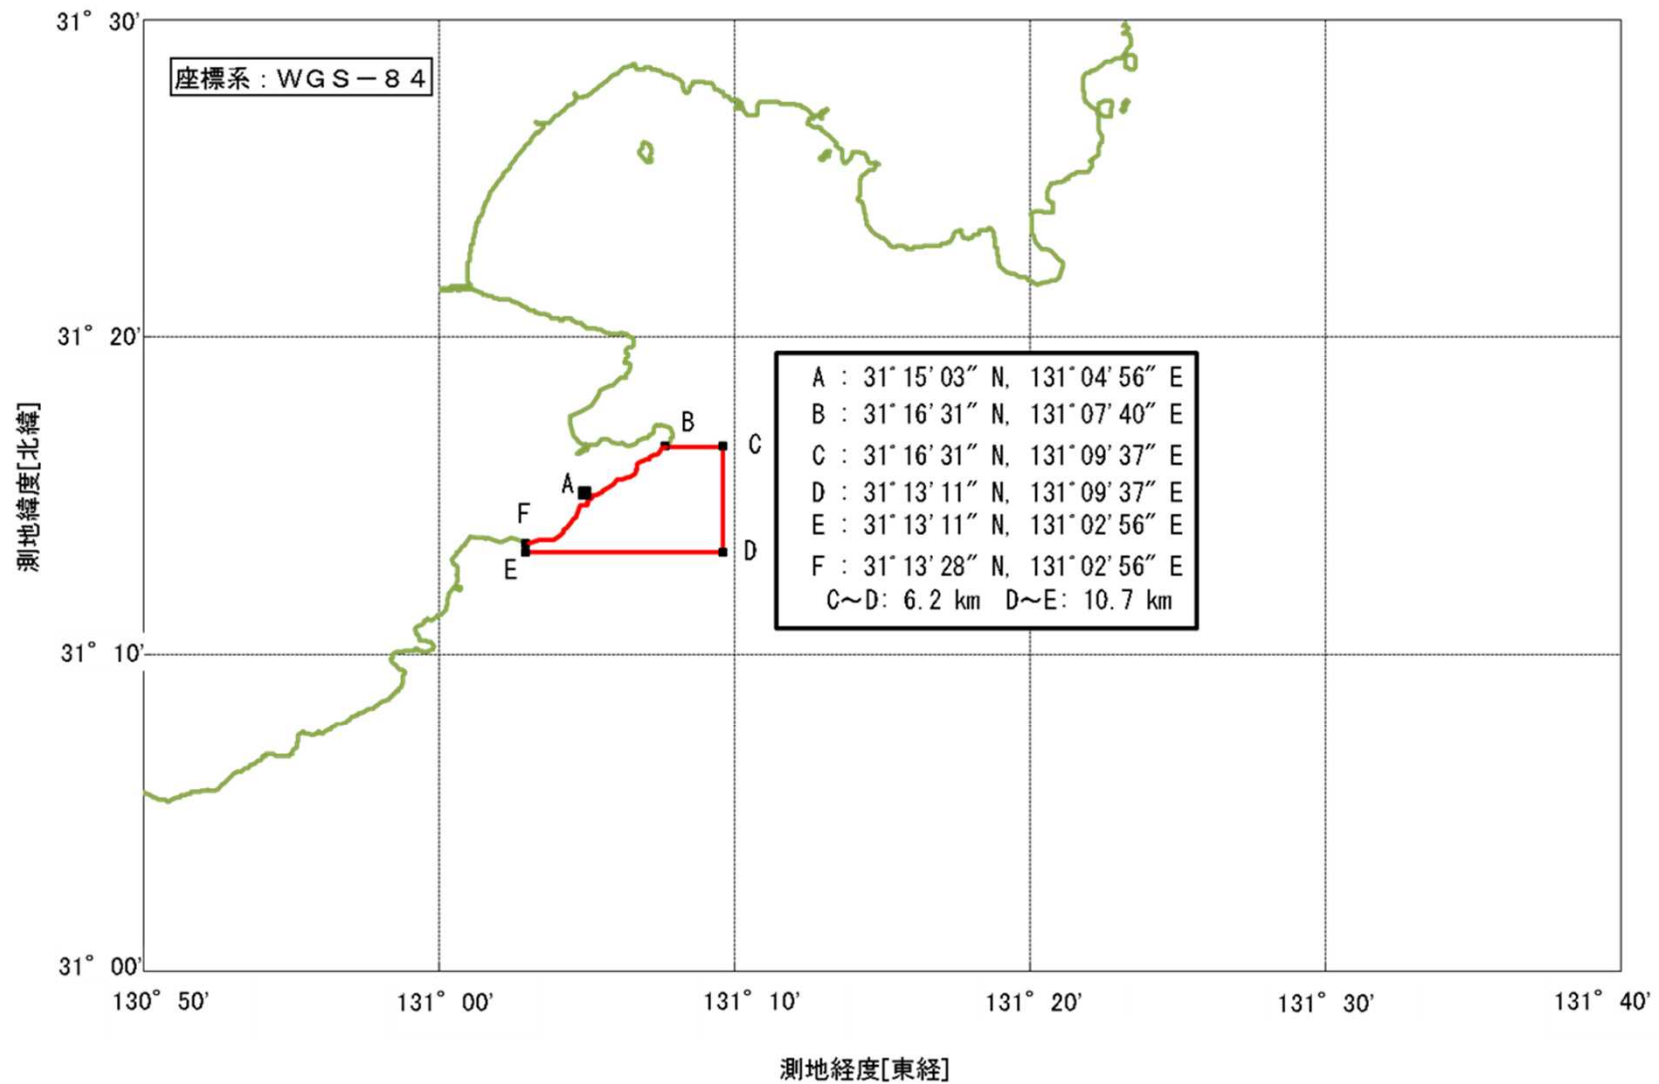 31° 30'
座標系：ＷＧＳ－８４
31° 20'
A : 31°15'03" N, 131°04'56" E
B : 31°16'31" N, 131°07'40" E
C : 31°16'31" N, 131°09'37" E
D : 31°13'11" N, 131°09'37" E
E : 31°13'11" N, 131°02'56" E
F : 31°13'28" N, 131°02'56" E
C～D: 6.2 km D～E: 10.7 km
B
C
A
F
E
D
測地緯度[北緯]
31° 10'
31° 00'
130° 50' 131° 00' 131° 10' 131° 20' 131° 30' 131° 40'
測地経度[東経]